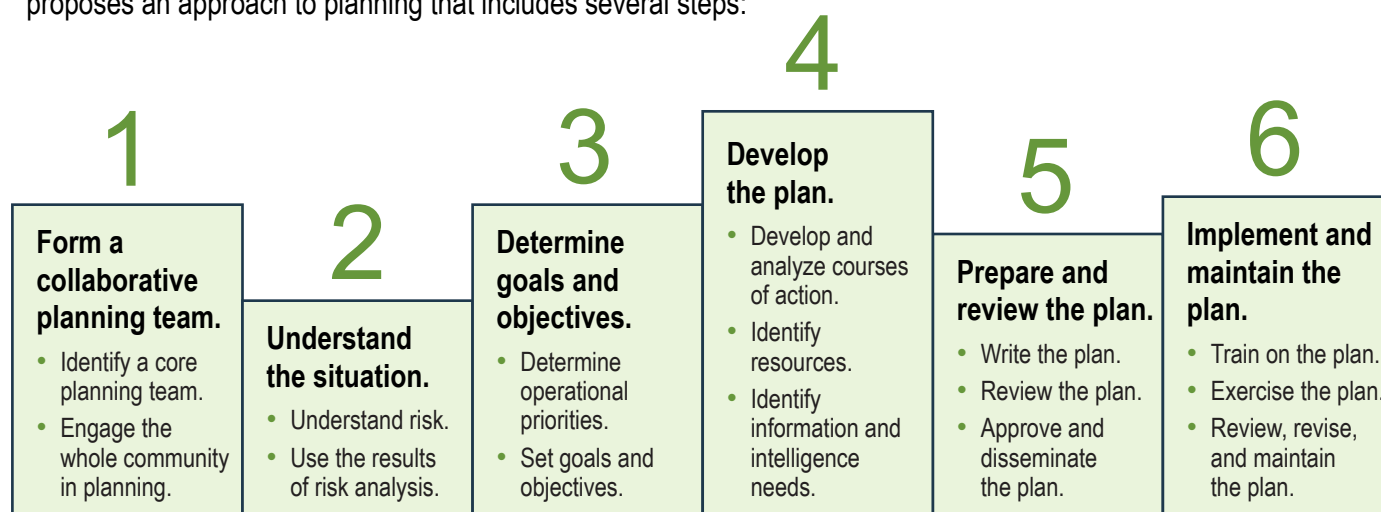 proposes an approach to planning that includes several steps:
1
Form a
collaborative
planning team.
• Identify a core
planning team.
• Engage the
whole community
in planning.
2
Understand
the situation.
• Understand risk.
• Use the results
of risk analysis.
3
Determine
goals and
objectives.
• Determine
operational
priorities.
• Set goals and
objectives.
4
Develop
the plan.
• Develop and
analyze courses
of action.
• Identify
resources.
• Identify
information and
intelligence
needs.
5
Prepare and
review the plan.
• Write the plan.
• Review the plan.
• Approve and
disseminate
the plan.
6
Implement and
maintain the
plan.
• Train on the plan.
• Exercise the plan.
• Review, revise,
and maintain
the plan.